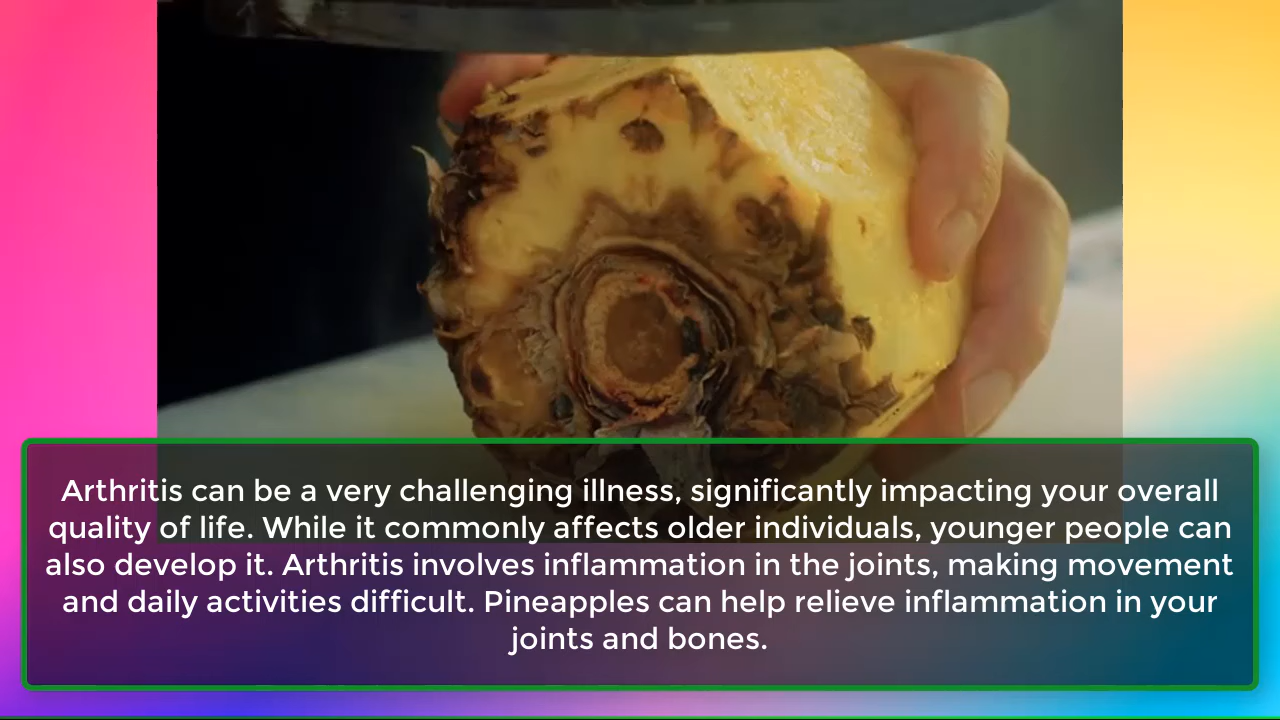 Arthritis can be a very challenging illness, significantly impacting your overall
quality of life. While it commonly affects older individuals, younger people can
also develop it. Arthritis involves inflammation in the joints, making movement
and daily activities difficult. Pineapples can help relieve inflammation in your
joints and bones.